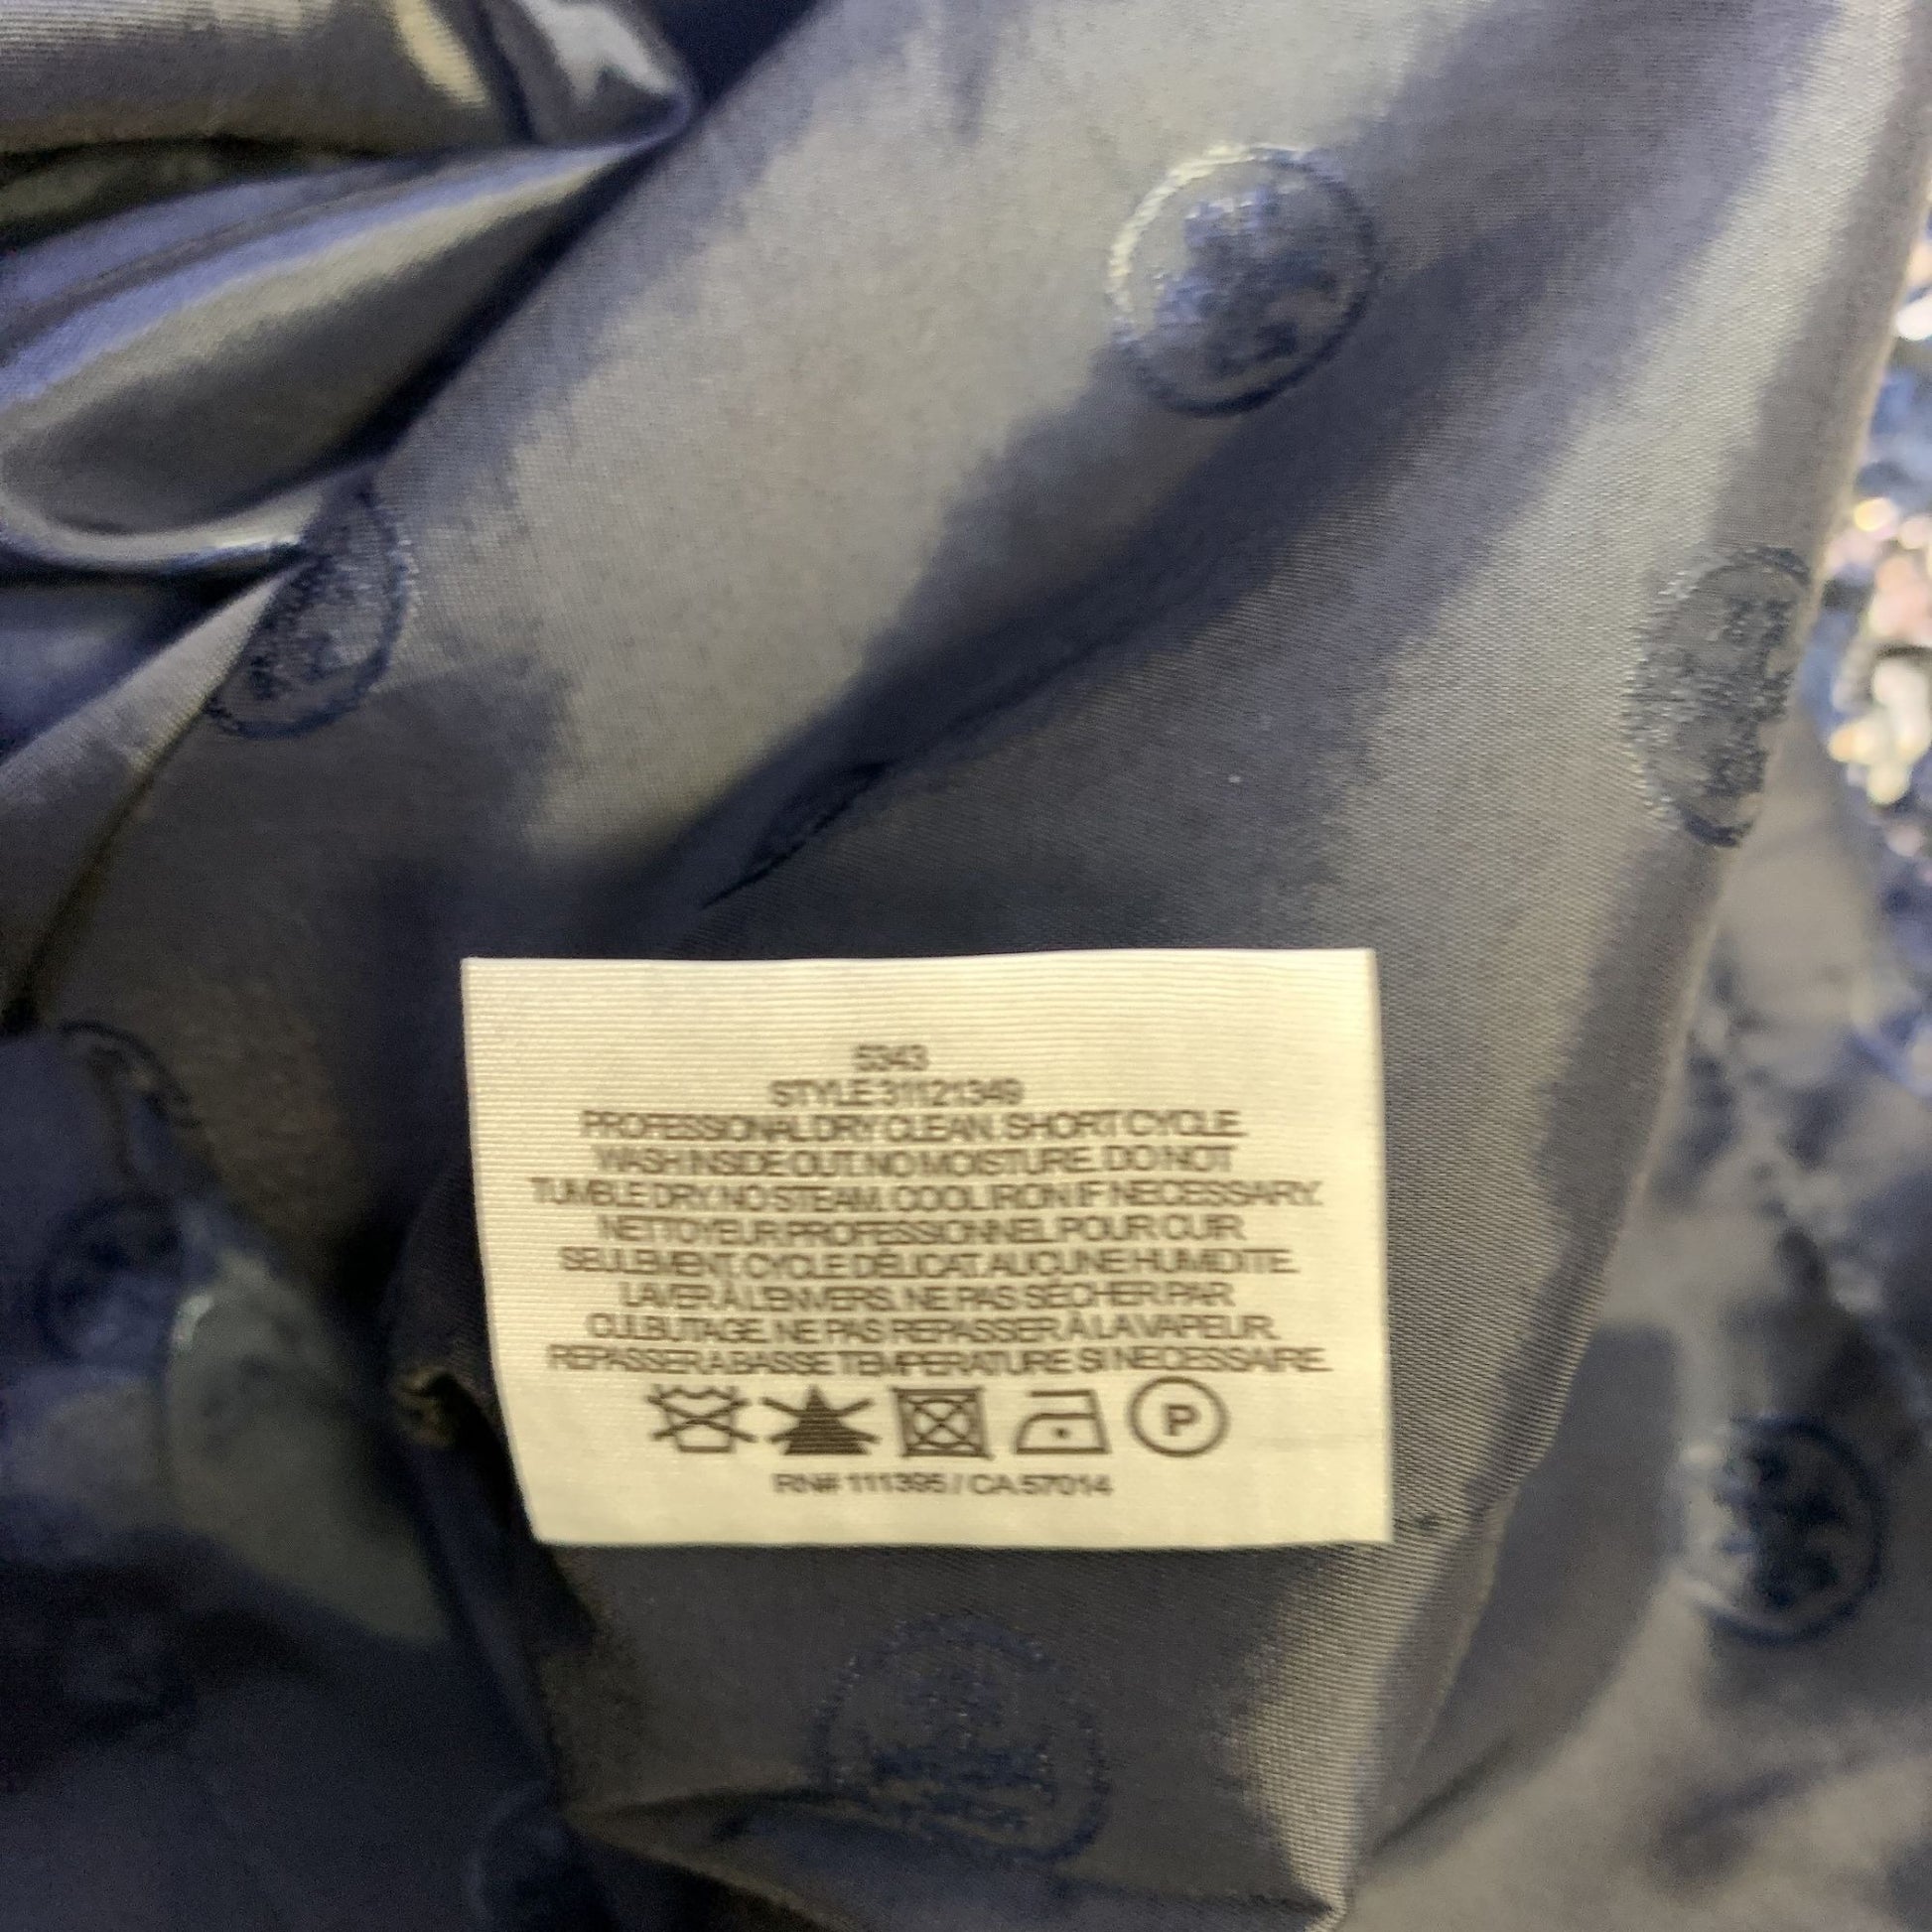 5343
STYLE 31121349
PROFESSIONAL DRY CLEAN. SHORT CYCLE.
WASH INSIDE OUT. NO MOISTURE. DO NOT
TUMBLE DRY. NO STEAM. COOL IRON IF NECESSARY.
NETTOYEUR PROFESSIONNEL POUR CUIR
SEULEMENT. CYCLE DÉLICAT. AUCUNE HUMIDITE.
LAVER À L'ENVERS. NE PAS SÉCHER PAR
CULBUTAGE. NE PAS REPASSER À LA VAPEUR.
REPASSER A BASSE TEMPERATURE SI NECESSAIRE.
P
RN# 111395 / CA 57014